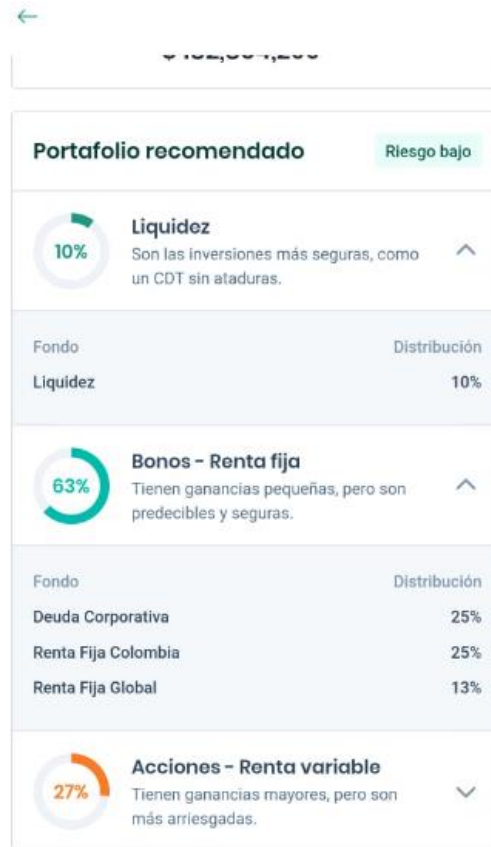 Portafolio recomendado Riesgo bajo
Liquidez
10%
Son las inversiones más seguras, como
un CDT sin ataduras.
Fondo Distribución
Liquidez 10%
Bonos - Renta fija
63%
Tienen ganancias pequeñas, pero son
predecibles y seguras.
Fondo Distribución
Deuda Corporativa 25%
Renta Fija Colombia 25%
Renta Fija Global 13%
Acciones - Renta variable
27%
Tienen ganancias mayores, pero son
más arriesgadas.